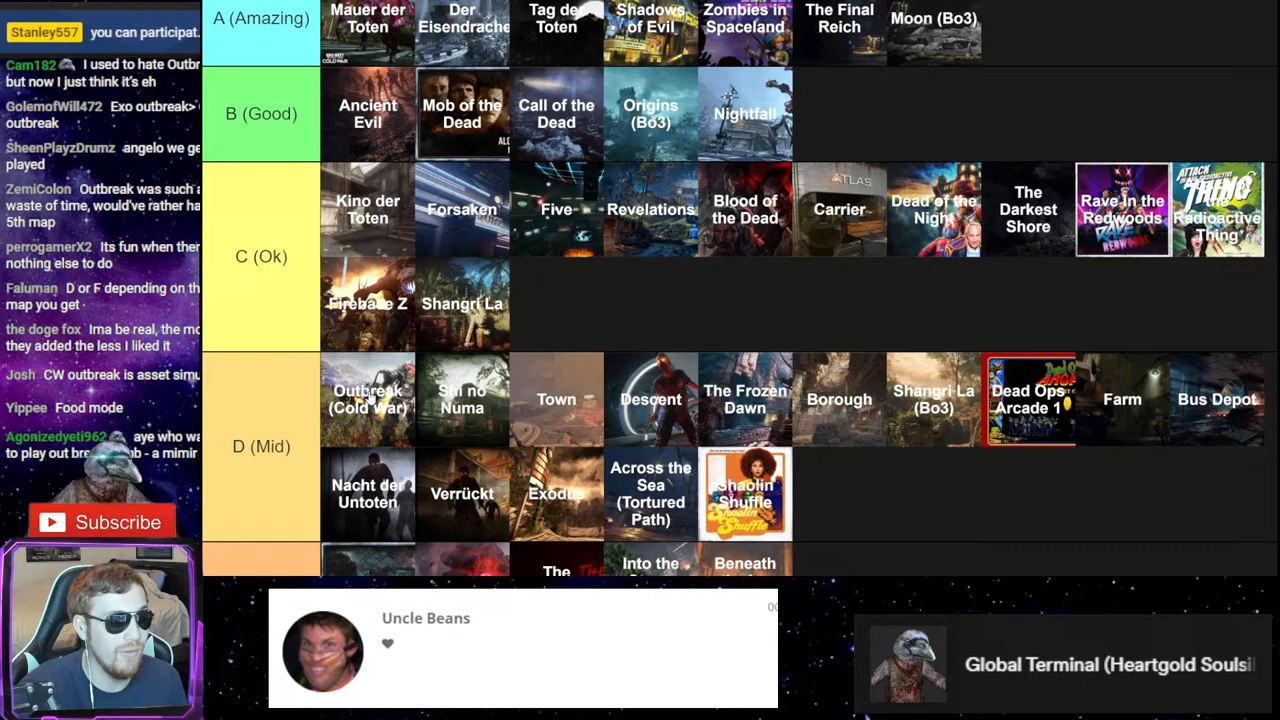 Stanley557 you can participat.
Cam182 I used to hate Outbr
but now I just think it's eh
GolemofWill472 Exo outbreak>
outbreak
SheenPlayzDrumz angelo we ge
played
ZemiColon Outbreak was such a
waste of time, would've rather ha
5th map
perrogamerX2 Its fun when ther
nothing else to do
Faluman D or F depending on th
map you get
the doge fox Ima be real, the mo
they added the less I liked it
Josh CW outbreak is asset simu
Yippee Food mode
Agonizedyeti962 aye who wa
Subscribe
A (Amazing)
Mauer der
Toten
Der
Eisendrache
Tag der
Toten
Shadows
of Evil
Zombies in
Spaceland
The Final
Reich
Moon (Bo3)
B (Good)
Ancient
Evil
Mob of the
Dead
Call of the
Dead
Origins
(Bo3)
Nightfall
C (Ok)
Kino der
Toten
Forsaken
Five
Revelations
Blood of
the Dead
ATLAS
Carrier
Dead of the
Night
The
Darkest
Shore
Rave in the
Redwoods
Radioactive
Thing
Firebase Z
Shangri La
D (Mid)
Outbreak
(Cold War)
Shi no
Numa
Town
Descent
The Frozen
Dawn
Borough
Shangri La
(Bo3)
Dead Ops
Arcade 1
Farm
Bus Depot
Nacht der
Untoten
Verrückt
Exodus
Across the
Sea
(Tortured
Path)
Shaolin
Shuffle
The
Into the
Beneath
Uncle Beans
❤
Global Terminal (Heartgold Soulsi